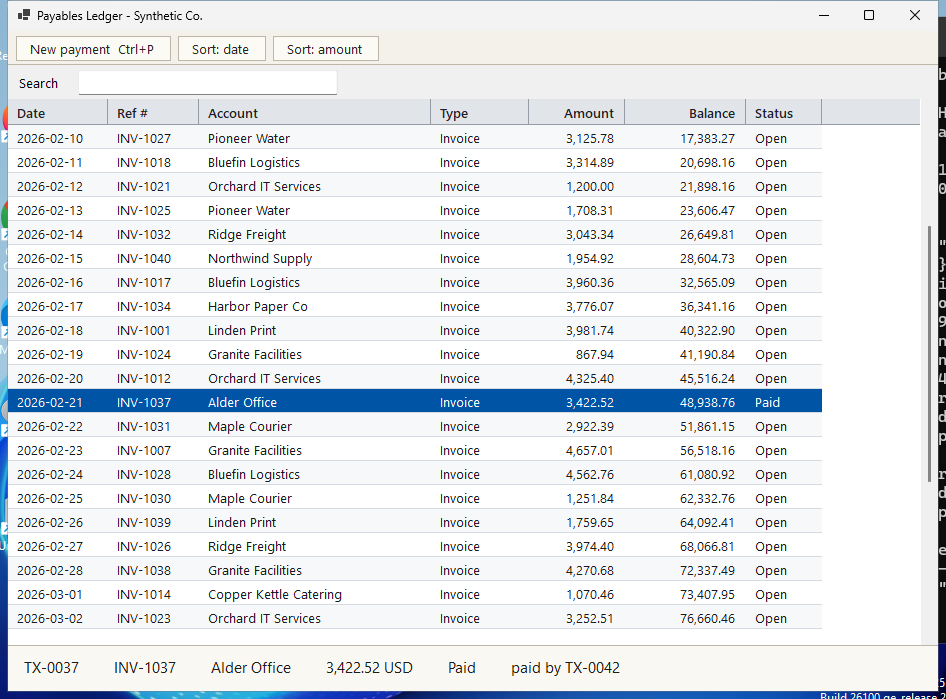 Payables Ledger - Synthetic Co.
New payment Ctrl+P Sort: date Sort: amount
Search
Date Ref # Account Type Amount Balance Status
2026-02-10 INV-1027 Pioneer Water Invoice 3,125.78 17,383.27 Open
2026-02-11 INV-1018 Bluefin Logistics Invoice 3,314.89 20,698.16 Open
2026-02-12 INV-1021 Orchard IT Services Invoice 1,200.00 21,898.16 Open
2026-02-13 INV-1025 Pioneer Water Invoice 1,708.31 23,606.47 Open
2026-02-14 INV-1032 Ridge Freight Invoice 3,043.34 26,649.81 Open
2026-02-15 INV-1040 Northwind Supply Invoice 1,954.92 28,604.73 Open
2026-02-16 INV-1017 Bluefin Logistics Invoice 3,960.36 32,565.09 Open
2026-02-17 INV-1034 Harbor Paper Co Invoice 3,776.07 36,341.16 Open
2026-02-18 INV-1001 Linden Print Invoice 3,981.74 40,322.90 Open
2026-02-19 INV-1024 Granite Facilities Invoice 867.94 41,190.84 Open
2026-02-20 INV-1012 Orchard IT Services Invoice 4,325.40 45,516.24 Open
2026-02-21 INV-1037 Alder Office Invoice 3,422.52 48,938.76 Paid
2026-02-22 INV-1031 Maple Courier Invoice 2,922.39 51,861.15 Open
2026-02-23 INV-1007 Granite Facilities Invoice 4,657.01 56,518.16 Open
2026-02-24 INV-1028 Bluefin Logistics Invoice 4,562.76 61,080.92 Open
2026-02-25 INV-1030 Maple Courier Invoice 1,251.84 62,332.76 Open
2026-02-26 INV-1039 Linden Print Invoice 1,759.65 64,092.41 Open
2026-02-27 INV-1026 Ridge Freight Invoice 3,974.40 68,066.81 Open
2026-02-28 INV-1038 Granite Facilities Invoice 4,270.68 72,337.49 Open
2026-03-01 INV-1014 Copper Kettle Catering Invoice 1,070.46 73,407.95 Open
2026-03-02 INV-1023 Orchard IT Services Invoice 3,252.51 76,660.46 Open
TX-0037 INV-1037 Alder Office 3,422.52 USD Paid paid by TX-0042
Build 26100.ge_release